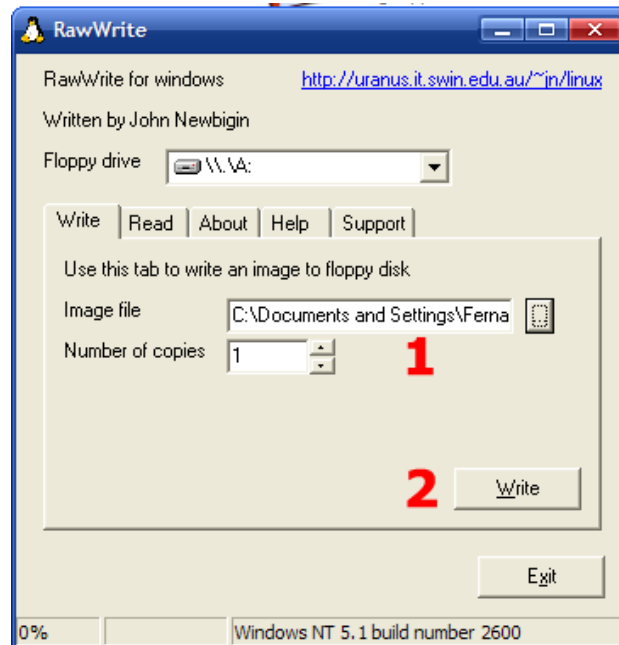 RawWrite
RawWrite for windows http://uranus.it.swin.edu.au/~jn/linux
Written by John Newbigin
Floppy drive \\.\A:
Write Read About Help Support
Use this tab to write an image to floppy disk
Image file C:\Documents and Settings\Ferna
Number of copies 1
1
2 Write
Exit
0% Windows NT 5.1 build number 2600